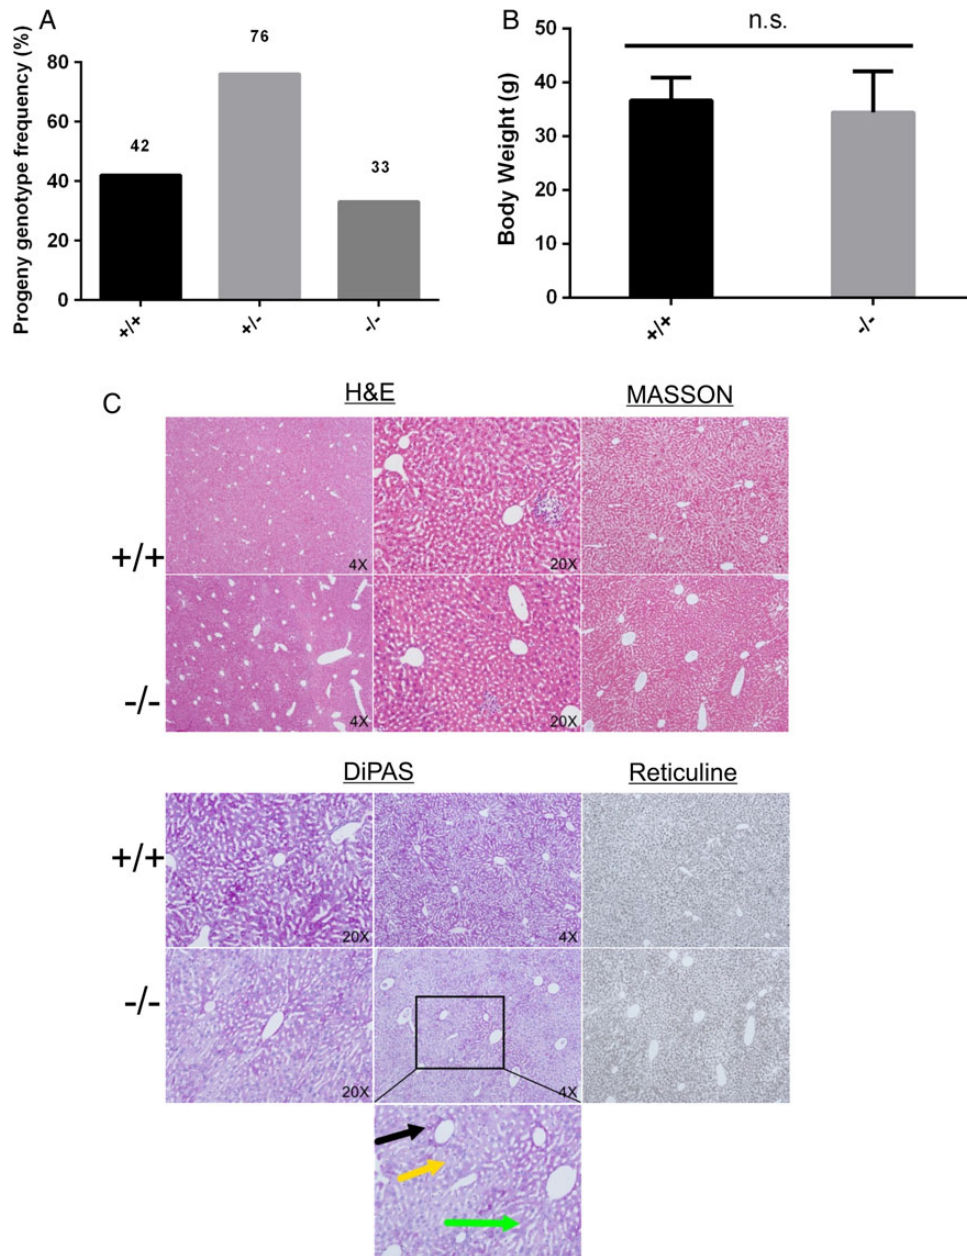 A
Progeny genotype frequency (%)
80
60
40
20
0
42
76
33
+/+
+/-
-/-
B
Body Weight (g)
50
40
30
20
10
0
n.s.
+/+
-/-
C
H&E MASSON
+/+
4X 20X
-/-
4X 20X
DiPAS Reticuline
+/+
20X 4X
-/-
20X 4X